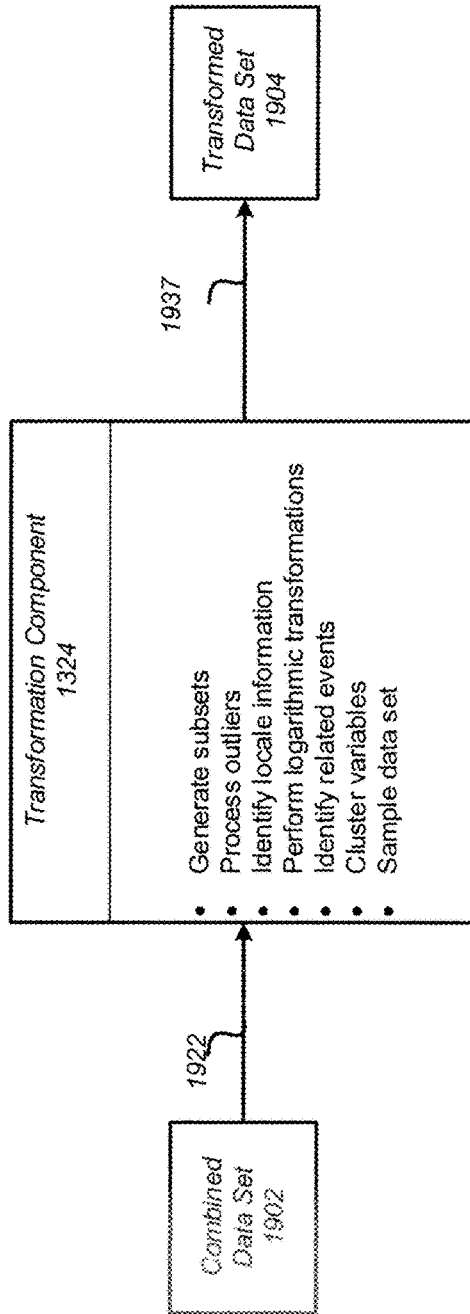 Combined
Data Set
1902
1922
Transformation Component
1324
• Generate subsets
• Process outliers
• Identify locale information
• Perform logarithmic transformations
• Identify related events
• Cluster variables
• Sample data set
1937
Transformed
Data Set
1904